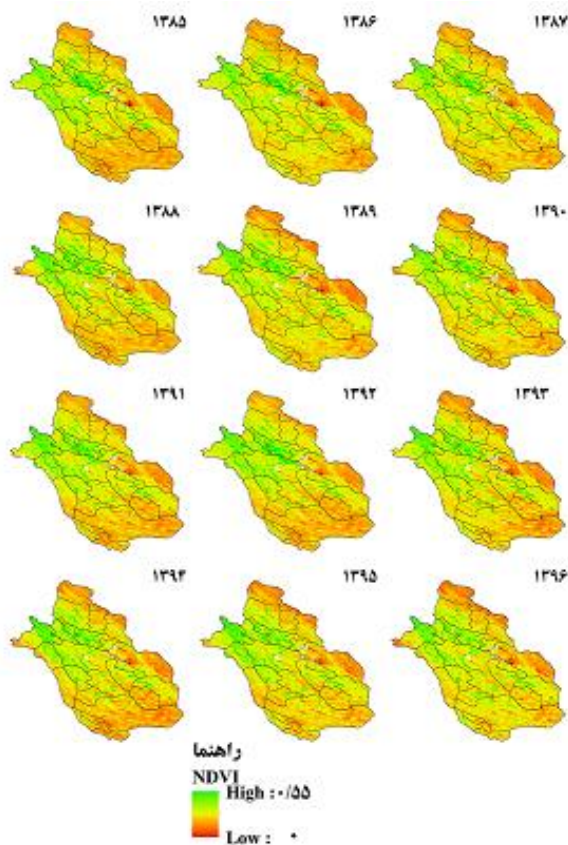 ۱۳۸۵ ۱۳۸۶ ۱۳۸۷
۱۳۸۸ ۱۳۸۹ ۱۳۹۰
۱۳۹۱ ۱۳۹۲ ۱۳۹۳
۱۳۹۴ ۱۳۹۵ ۱۳۹۶
راهنما
NDVI
High : ۰/۵۵
Low : ۰